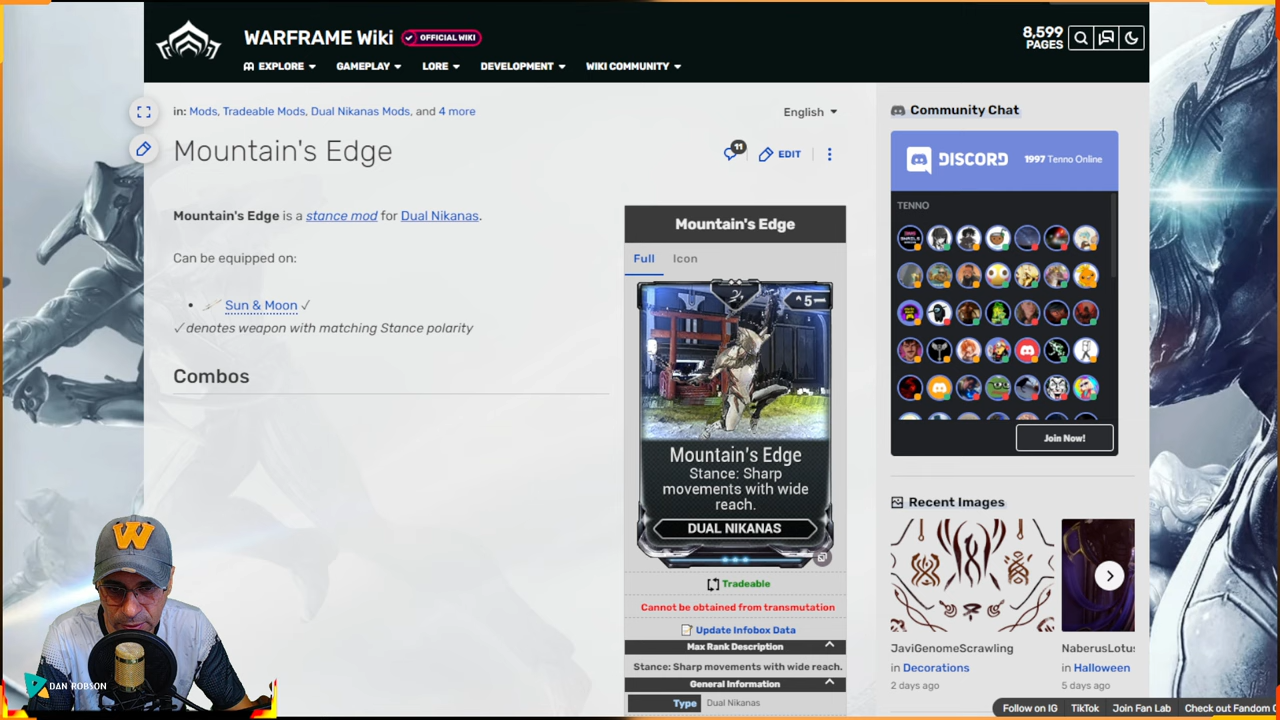 WARFRAME Wiki
OFFICIAL WIKI
8,599
PAGES
EXPLORE
GAMEPLAY
LORE
DEVELOPMENT
WIKI COMMUNITY
in: Mods, Tradeable Mods, Dual Nikanas Mods, and 4 more
English
Mountain's Edge
11
EDIT
Mountain's Edge is a stance mod for Dual Nikanas.
Can be equipped on:
• Sun & Moon ✓
✓ denotes weapon with matching Stance polarity
Combos
Mountain's Edge
Full
Icon
5
Mountain's Edge
Stance: Sharp
movements with wide
reach.
DUAL NIKANAS
Tradeable
Cannot be obtained from transmutation
Update Infobox Data
Max Rank Description
Stance: Sharp movements with wide reach.
General Information
Type Dual Nikanas
Community Chat
DISCORD
1997 Tenno Online
TENNO
Join Now!
Recent Images
JaviGenomeScrawling
in Decorations
2 days ago
NaberusLotus
in Halloween
5 days ago
Follow on IG
TikTok
Join Fan Lab
Check out Fandom
W
DAN ROBSON